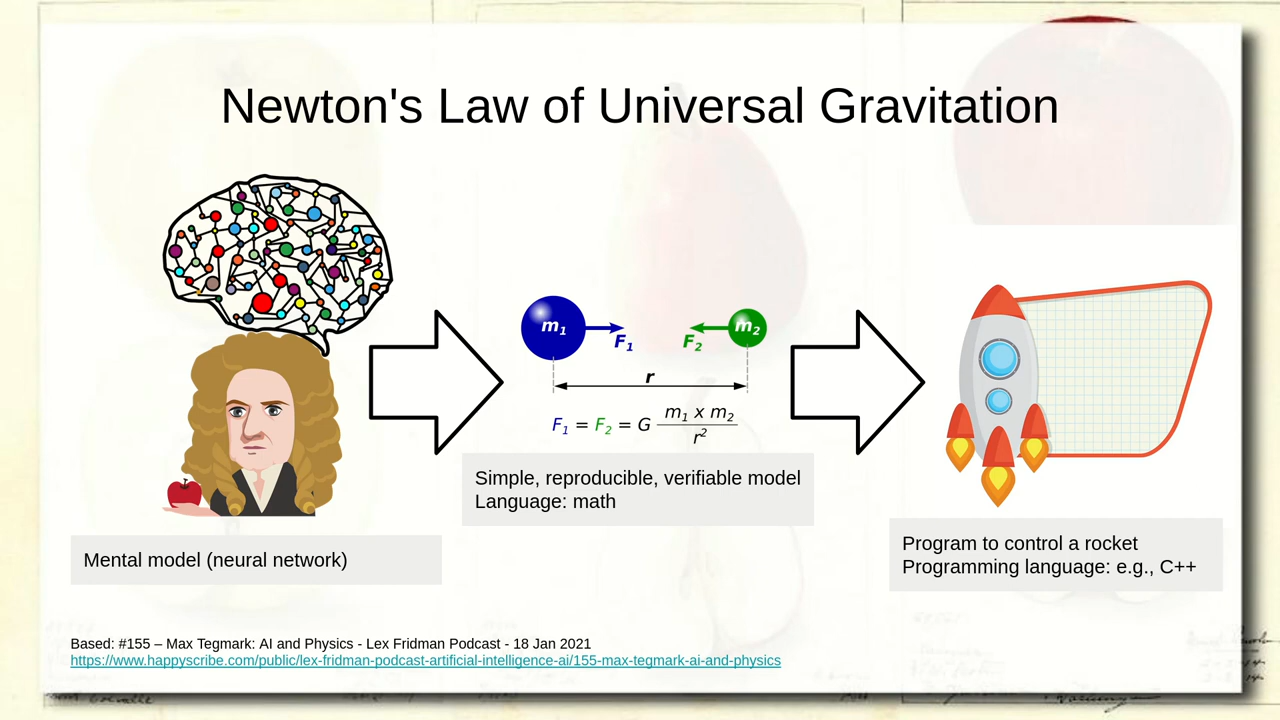 Newton's Law of Universal Gravitation
m1
m2
F1
F2
r
F1 = F2 = G m1 x m2
r2
Simple, reproducible, verifiable model
Language: math
Mental model (neural network)
Program to control a rocket
Programming language: e.g., C++
Based: #155 – Max Tegmark: AI and Physics - Lex Fridman Podcast - 18 Jan 2021
https://www.happyscribe.com/public/lex-fridman-podcast-artificial-intelligence-ai/155-max-tegmark-ai-and-physics